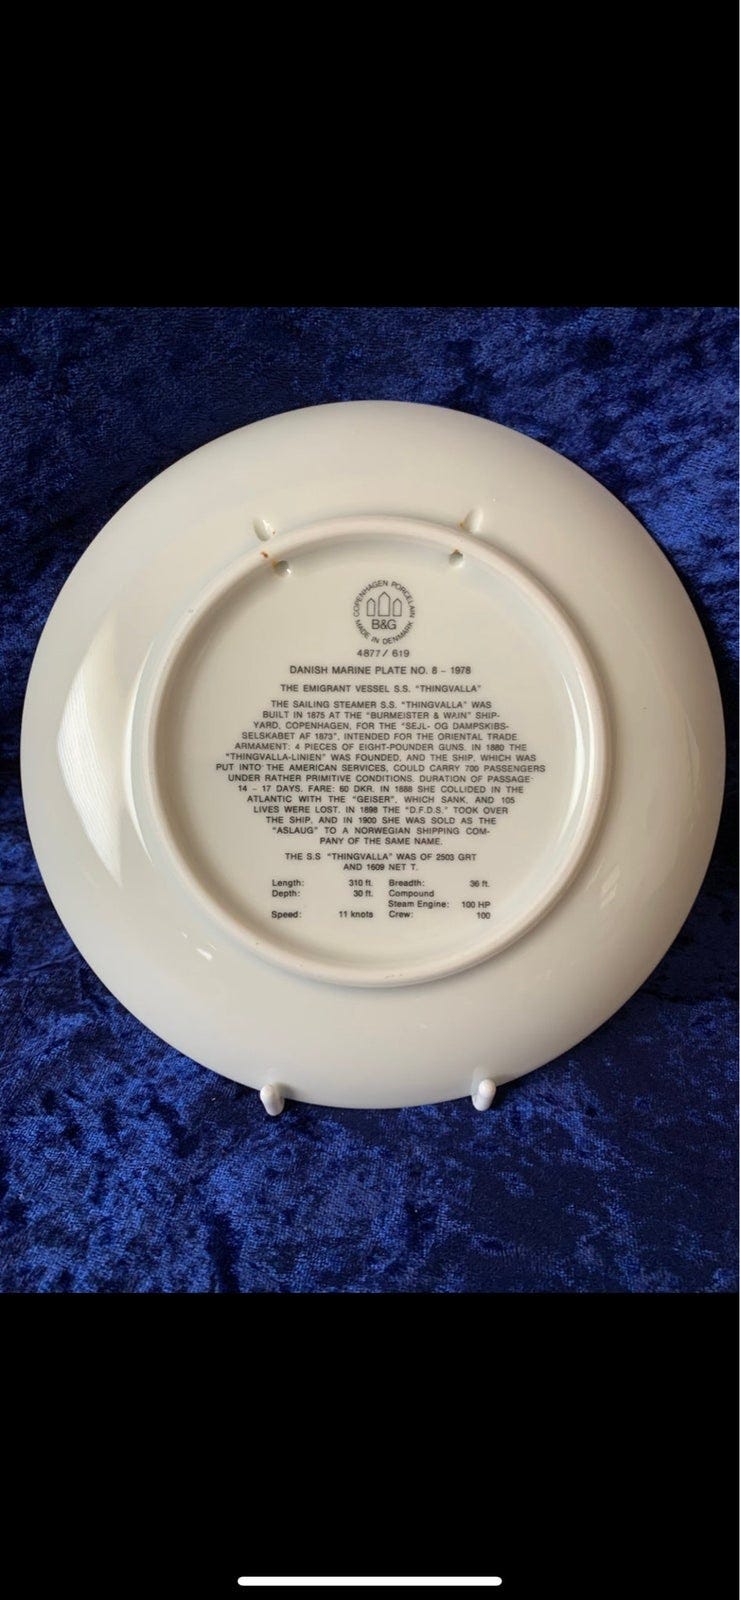 COPENHAGEN PORCELAIN
B&G
MADE IN DENMARK
4877/619
DANISH MARINE PLATE NO. 8 - 1978
THE EMIGRANT VESSEL S.S. "THINGVALLA"
THE SAILING STEAMER S.S. "THINGVALLA" WAS
BUILT IN 1875 AT THE "BURMEISTER & WAIN" SHIP-
YARD, COPENHAGEN, FOR THE "SEJL- OG DAMPSKIBS-
SELSKABET AF 1873", INTENDED FOR THE ORIENTAL TRADE.
ARMAMENT: 4 PIECES OF EIGHT-POUNDER GUNS. IN 1880 THE
"THINGVALLA-LINIEN" WAS FOUNDED, AND THE SHIP, WHICH WAS
PUT INTO THE AMERICAN SERVICES, COULD CARRY 700 PASSENGERS
UNDER RATHER PRIMITIVE CONDITIONS. DURATION OF PASSAGE
14 - 17 DAYS. FARE: 60 DKR. IN 1888 SHE COLLIDED IN THE
ATLANTIC WITH THE "GEISER", WHICH SANK, AND 105
LIVES WERE LOST. IN 1898 THE "D.F.D.S." TOOK OVER
THE SHIP, AND IN 1900 SHE WAS SOLD AS THE
"ASLAUG" TO A NORWEGIAN SHIPPING COM-
PANY OF THE SAME NAME.
THE S.S "THINGVALLA" WAS OF 2503 GRT
AND 1609 NET T.
Length: 310 ft. Breadth: 36 ft.
Depth: 30 ft. Compound
Steam Engine: 100 HP
Speed: 11 knots Crew: 100